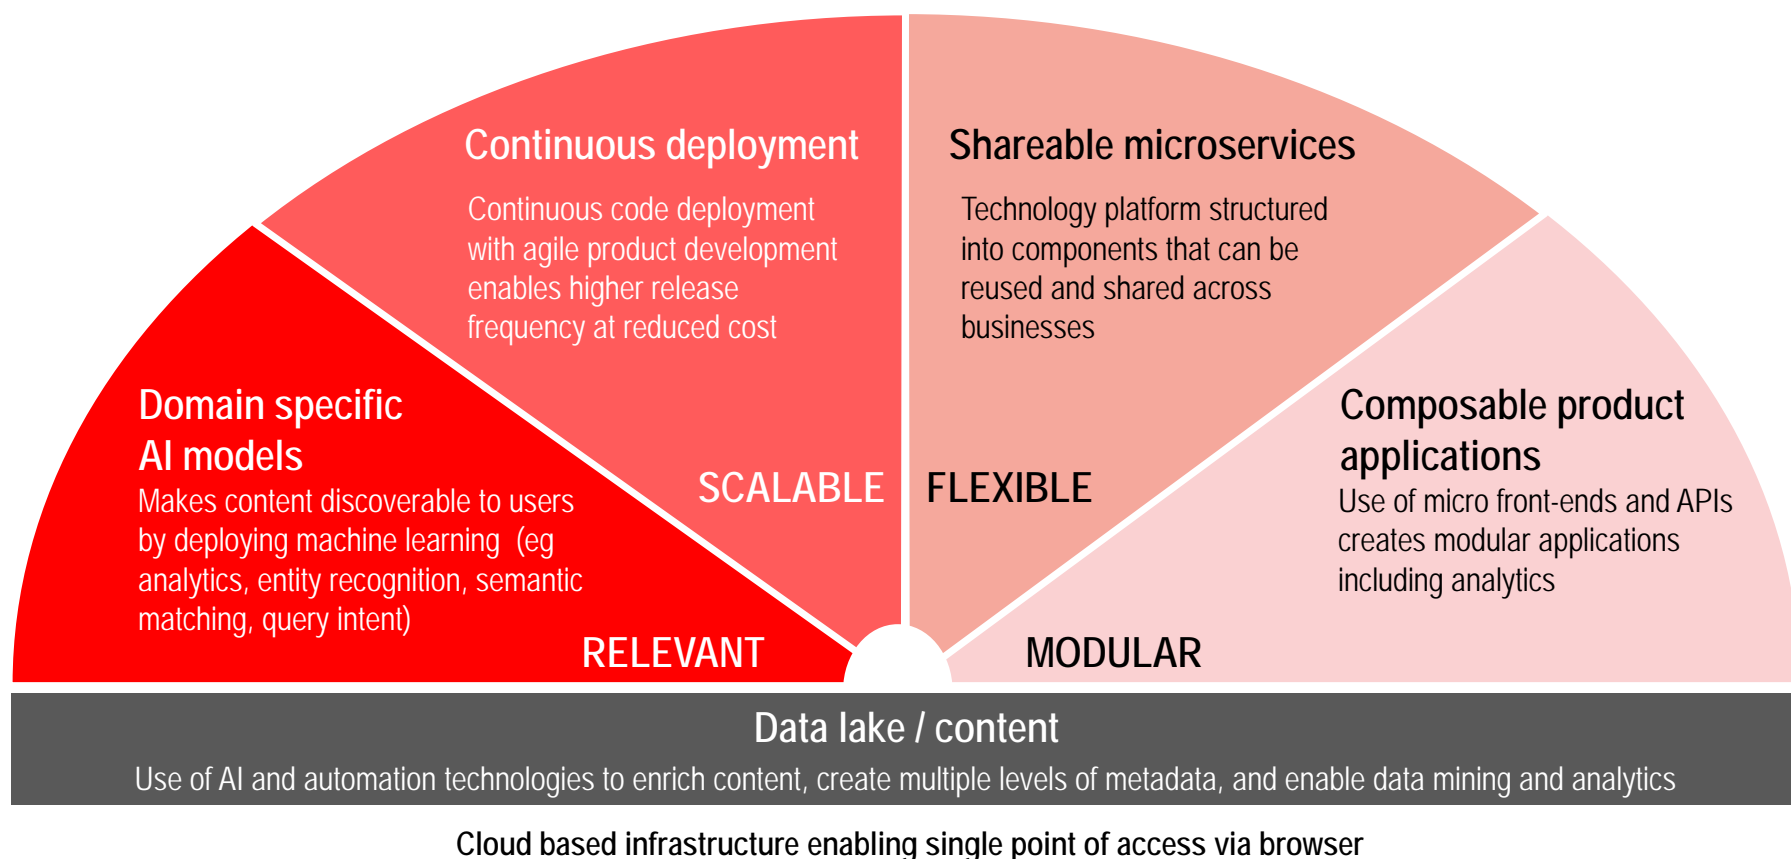 Continuous deployment
Continuous code deployment
with agile product development
enables higher release
frequency at reduced cost
SCALABLE
Shareable microservices
Technology platform structured
into components that can be
reused and shared across
businesses
FLEXIBLE
Domain specific
AI models
Makes content discoverable to users
by deploying machine learning (eg
analytics, entity recognition, semantic
matching, query intent)
RELEVANT
Composable product
applications
Use of micro front-ends and APIs
creates modular applications
including analytics
MODULAR
Data lake / content
Use of AI and automation technologies to enrich content, create multiple levels of metadata, and enable data mining and analytics
Cloud based infrastructure enabling single point of access via browser